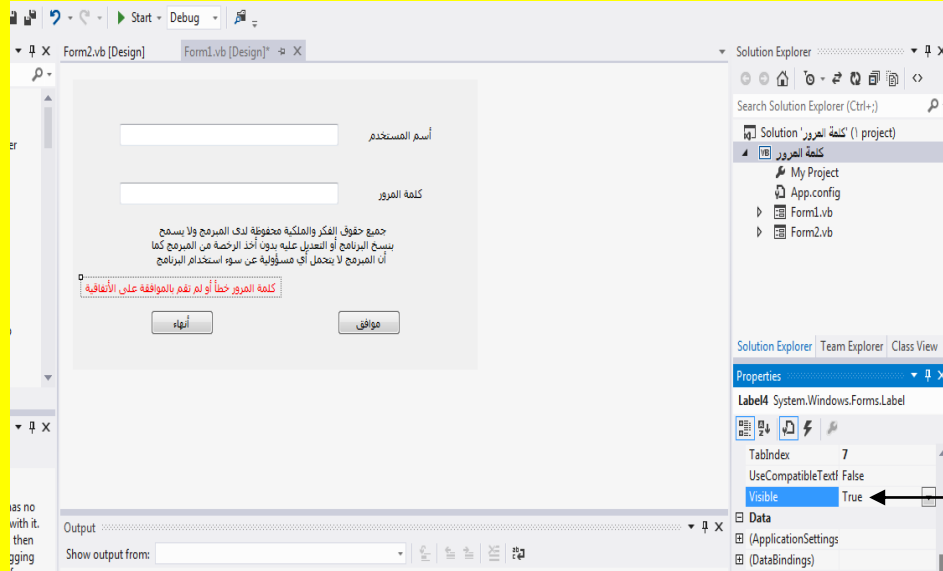 Start
Debug
Form2.vb [Design]
Form1.vb [Design]*
أسم المستخدم
كلمة المرور
جميع حقوق الفكر والملكية محفوظة لدى المبرمج ولا يسمح
بنسخ البرنامج أو التعديل عليه بدون أخذ الرخصة من المبرمج كما
أن المبرمج لا يتحمل أي مسؤولية عن سوء استخدام البرنامج
كلمة المرور خطأ أو لم تقم بالموافقة على الأتفاقية
أنهاء
موافق
er
has no
with it.
then
gging
Output
Show output from:
Solution Explorer
Search Solution Explorer (Ctrl+;)
Solution 'كلمة المرور' (١ project)
كلمة المرور
My Project
App.config
Form1.vb
Form2.vb
Solution Explorer
Team Explorer
Class View
Properties
Label4 System.Windows.Forms.Label
TabIndex 7
UseCompatibleTextF False
Visible True
Data
(ApplicationSettings
(DataBindings)